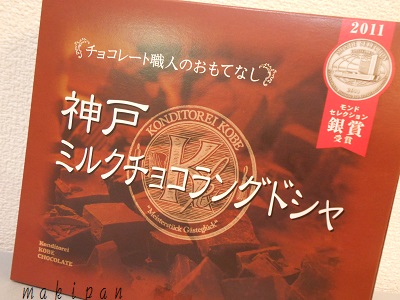 チョコレート職人のおもてなし
2011
モンド
セレクション
銀賞
受賞
神戸
ミルクチョコラングドシャ
KONDITOREI KOBE
K
"Meisterstück Gästeglück"
Konditorei
KOBE
CHOCOLATE
makipan